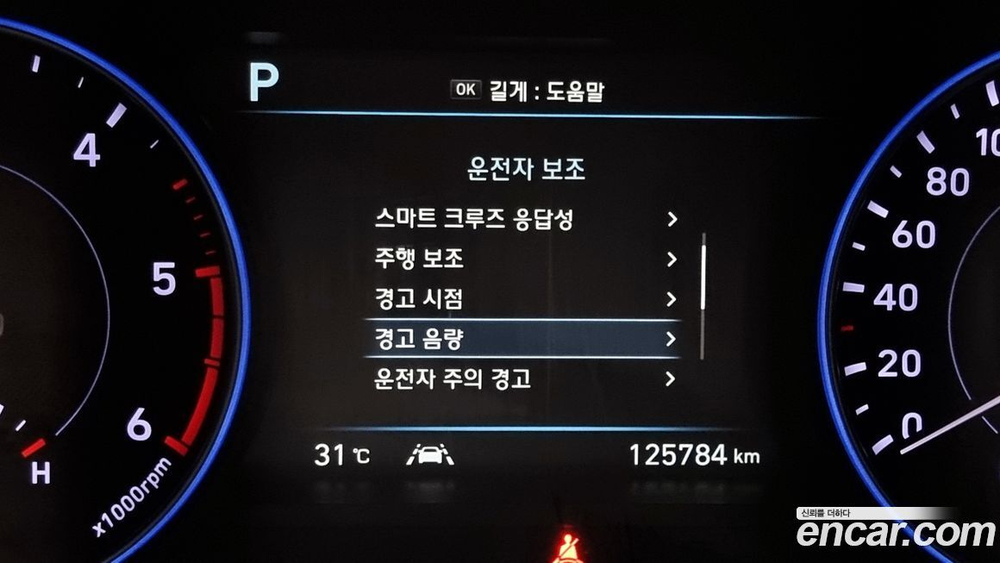 P
OK 길게 : 도움말
운전자 보조
스마트 크루즈 응답성
주행 보조
경고 시점
경고 음량
운전자 주의 경고
31 ℃
125784 km
4
5
6
H
x1000rpm
80
60
40
20
0
신뢰를 더하다
encar.com